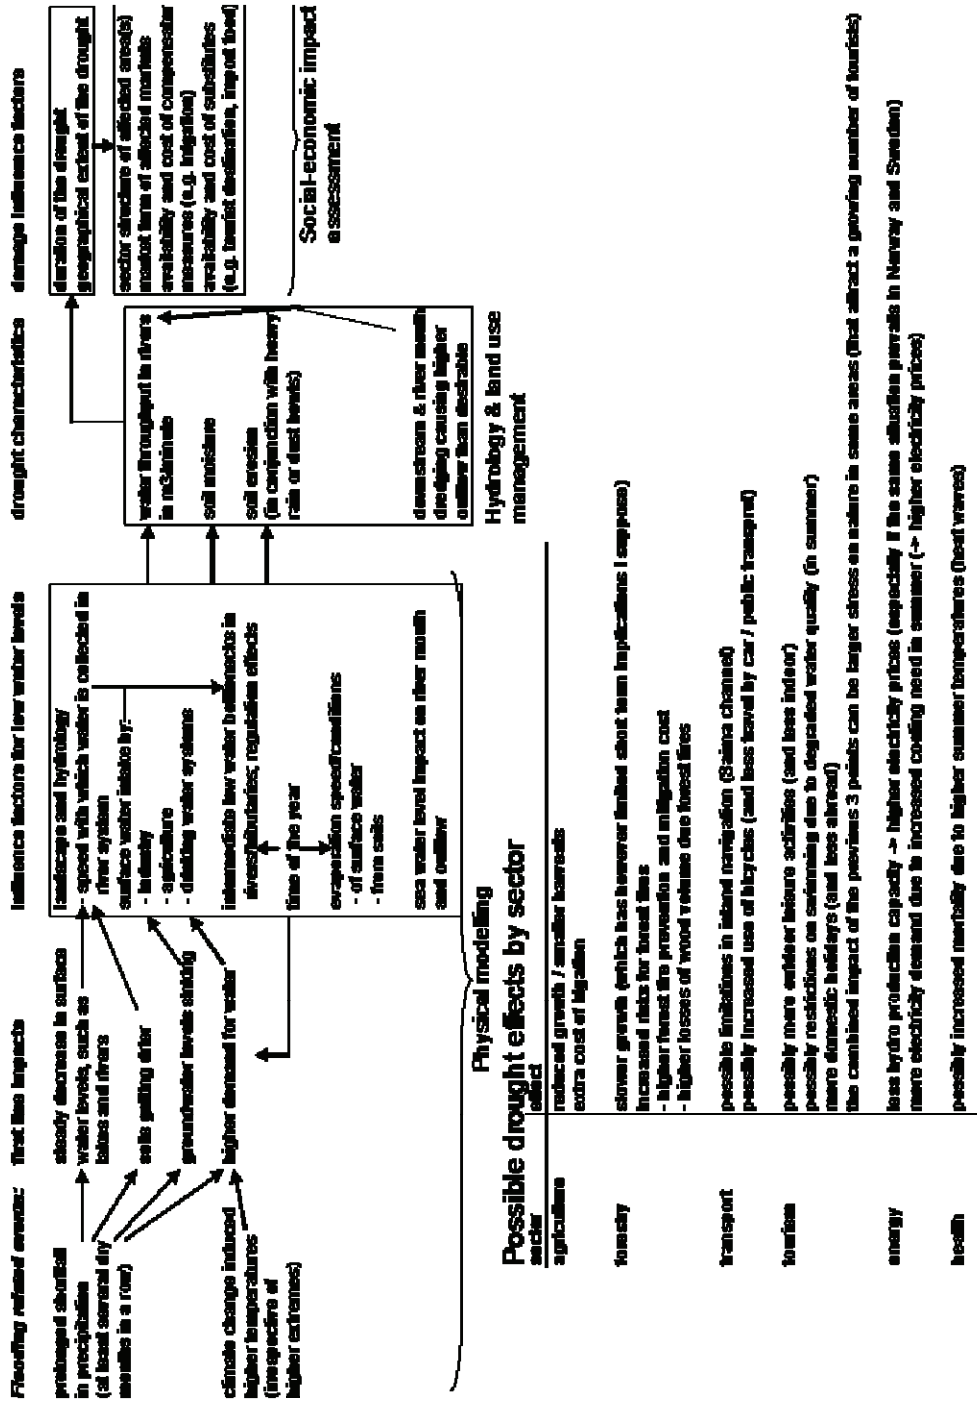 Flooding related events:
First line impacts
Influence factors for low water levels
drought characteristics
damage influence factors
prolonged shortfall
in precipitation
(at least several dry
months in a row)
climate change induced
higher temperatures
(irrespective of
higher extremes)
steady decrease in surface
water levels, such as
lakes and rivers
soils getting drier
groundwater levels sinking
higher demand for water
landscape and hydrology
- speed with which water is collected in
river system
surface water intake by:
- industry
- agriculture
- drinking water systems
intermediate low water bottlenecks in
rivers/tributaries, regulation effects
time of the year
evaporation speed/conditions
- of surface water
- from soils
sea water level impact on river mouth
and outflow
Physical modelling
water throughput in rivers
in m3/minute
soil moisture
soil erosion
(in conjunction with heavy
rain or dust bowls)
downstream & river mouth
dredging causing higher
outflow than desirable
Hydrology & land use
management
duration of the drought
geographical extent of the drought
sector structure of affected area(s)
market form of affected markets
availability and cost of compensator
measures (e.g. irrigation)
availability and cost of substitutes
(e.g. tourist destination, import food)
Social-economic impact
assessment
Possible drought effects by sector
sector effect
agriculture reduced growth / smaller harvests
extra cost of irrigation
forestry slower growth (which has however limited short term implications I suppose)
increased risks for forest fires
- higher forest fire prevention and mitigation cost
- higher losses of wood volume due forest fires
transport possible limitations in inland navigation (Saima channel)
possibly increased use of bicycles (and less travel by car / public transprot)
tourism possibly more outdoor leisure activities (and less indoor)
possibly restrictions on swimming due to degraded water quality (in summer)
more domestic holidays (and less abroad)
the combined impact of the previous 3 points can be larger stress on nature in some areas (that attract a growing number of tourists)
energy less hydro production capacity -> higher electricity prices (especially if the same situation prevails in Norway and Sweden)
more electricity demand due to increased cooling need in summer (-> higher electricity prices)
health possibly increased mortality due to higher summer temperatures (heat waves)